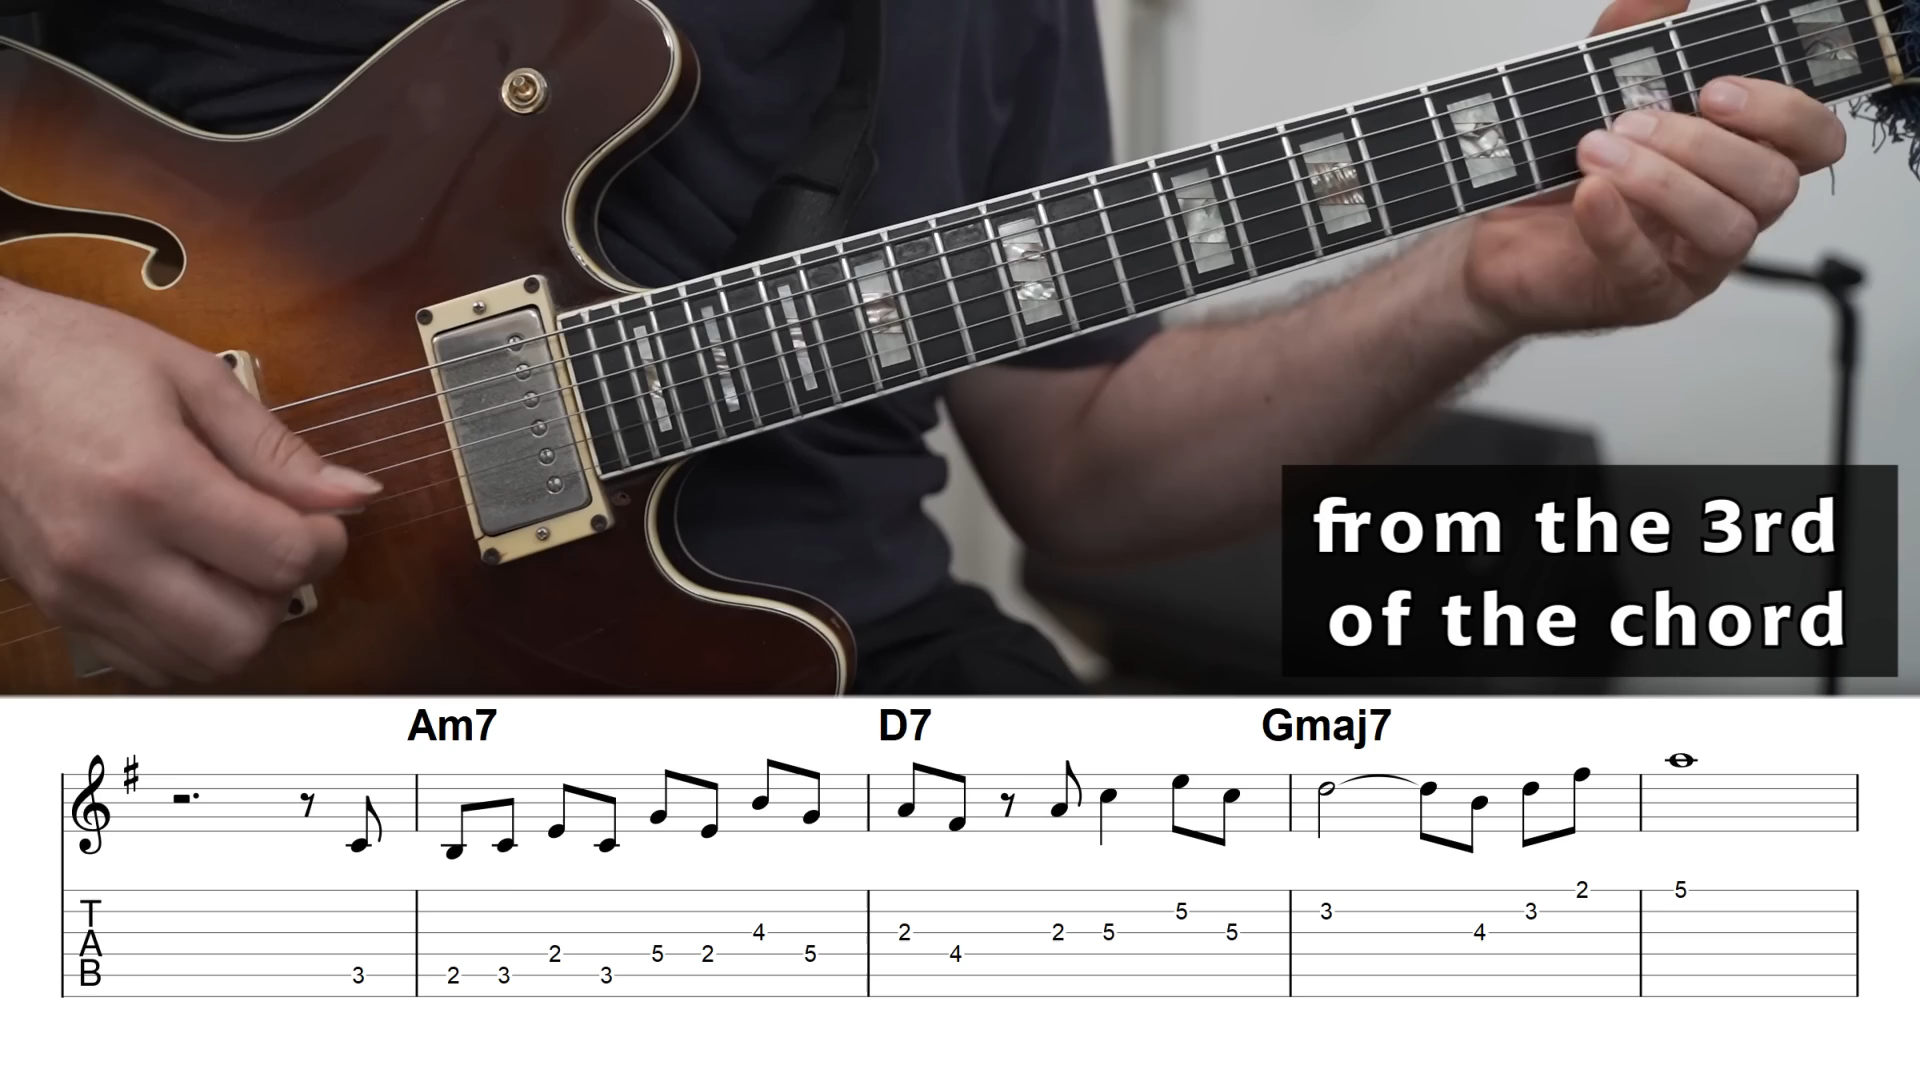 from the 3rd
of the chord
Am7 D7 Gmaj7
2 5
3 5 3
4 2 2 5 5 4
T 2 5 2 5 4
A
B 3 2 3 3